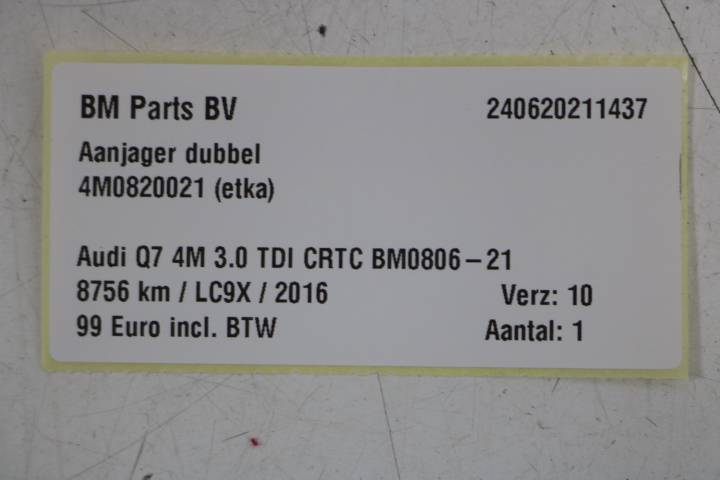 BM Parts BV 240620211437
Aanjager dubbel
4M0820021 (etka)
Audi Q7 4M 3.0 TDI CRTC BM0806-21
8756 km / LC9X / 2016 Verz: 10
99 Euro incl. BTW Aantal: 1